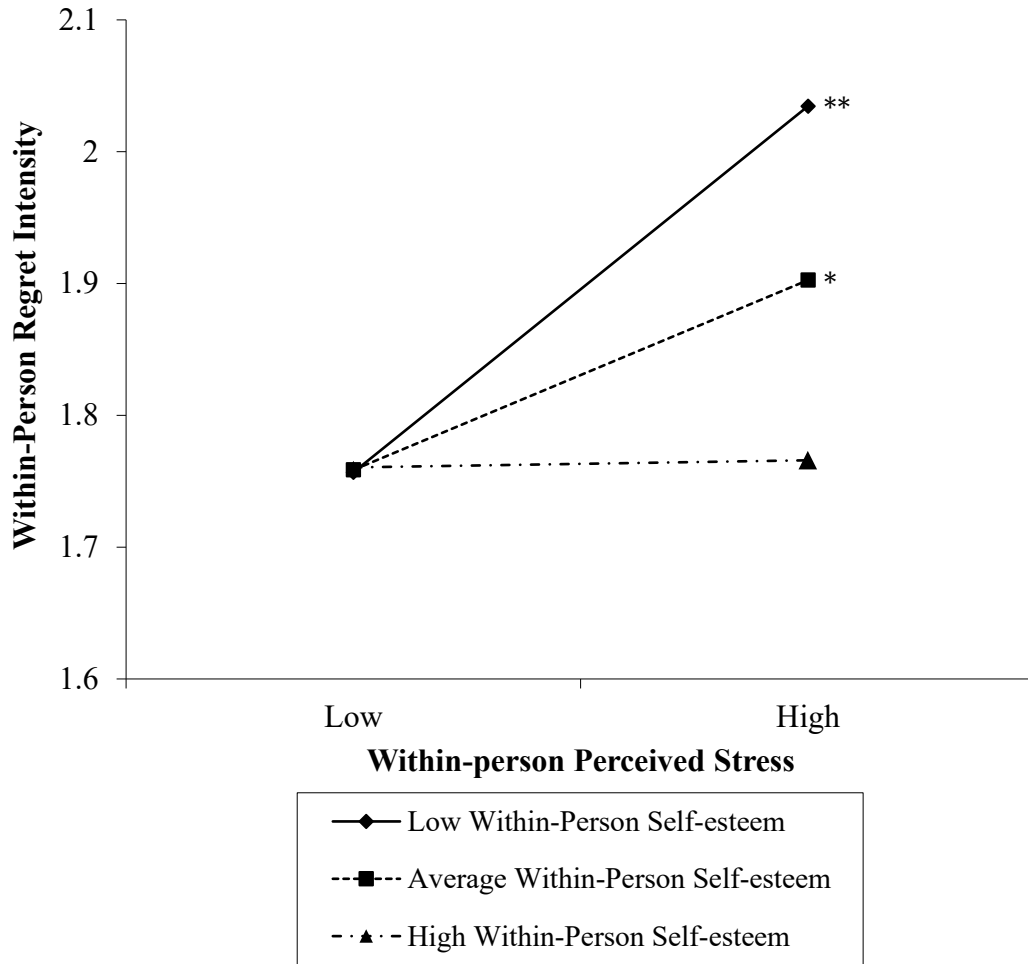 2.1
2
1.9
1.8
1.7
1.6
Within-Person Regret Intensity
**
*
Low
High
Within-person Perceived Stress
Low Within-Person Self-esteem
Average Within-Person Self-esteem
High Within-Person Self-esteem